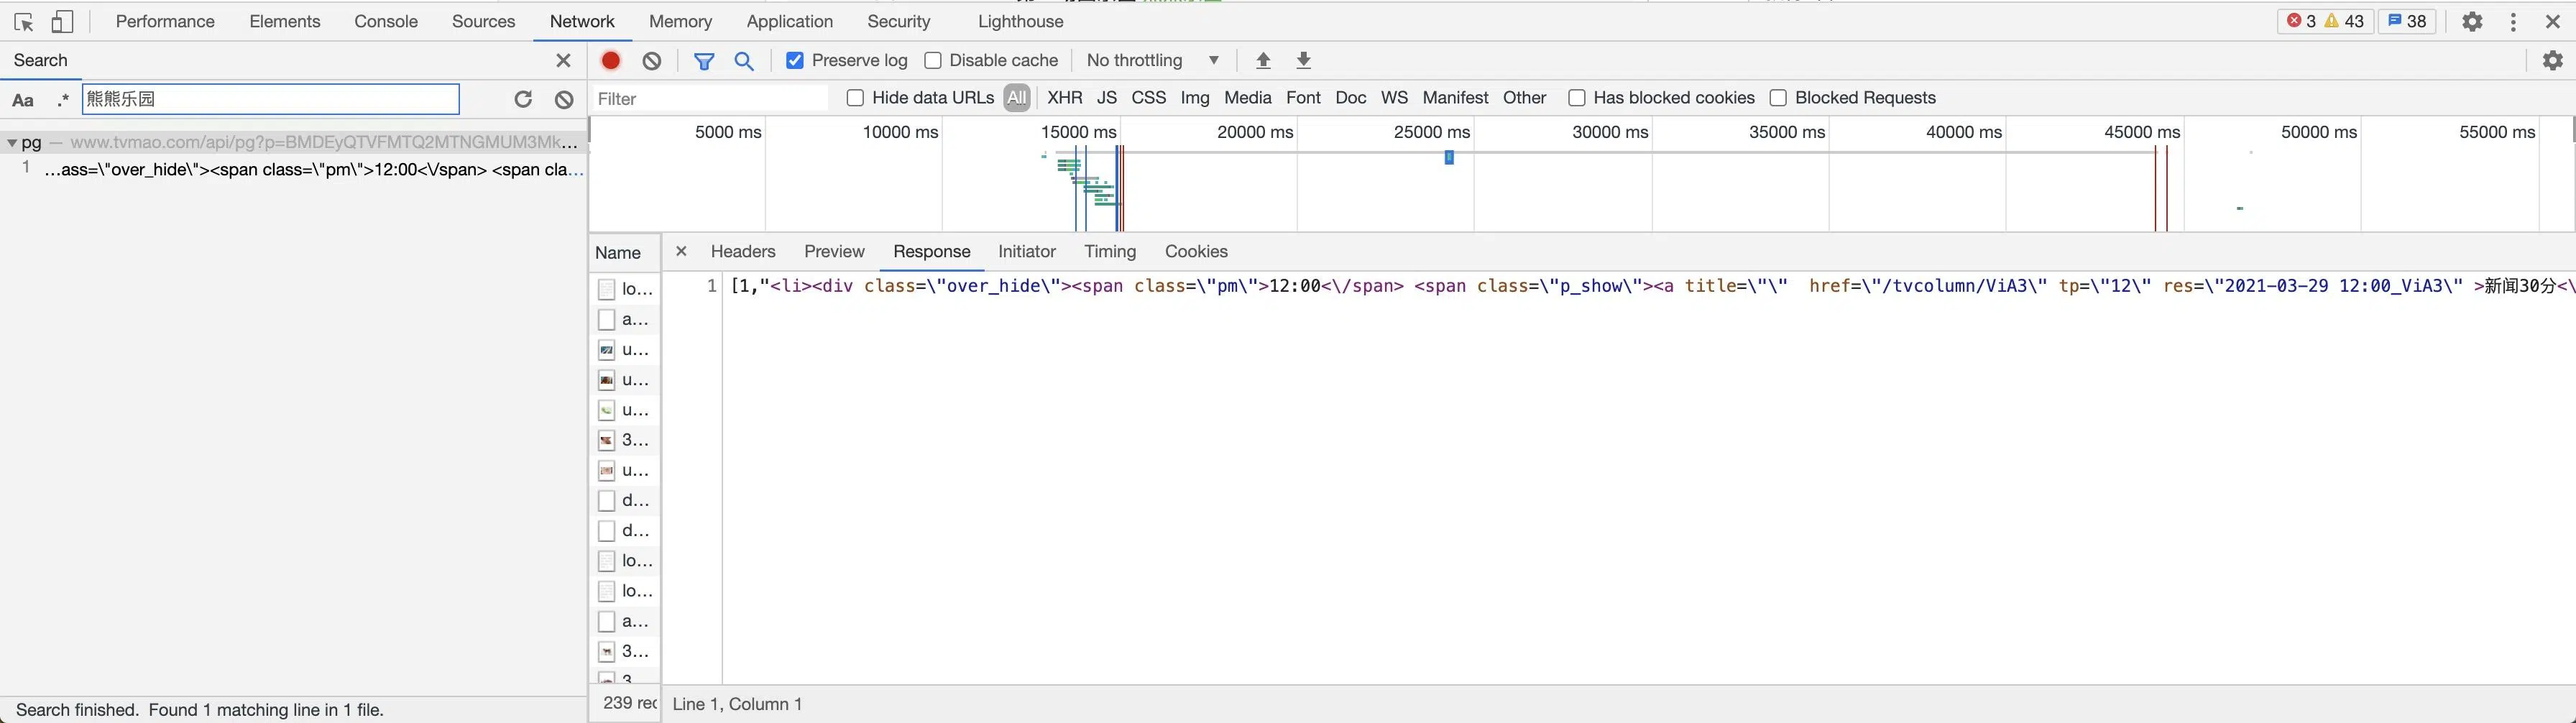 Performance Elements Console Sources Network Memory Application Security Lighthouse 3 43 38
Search
Preserve log Disable cache No throttling
Aa .* 熊熊乐园
Filter Hide data URLs All XHR JS CSS Img Media Font Doc WS Manifest Other Has blocked cookies Blocked Requests
5000 ms 10000 ms 15000 ms 20000 ms 25000 ms 30000 ms 35000 ms 40000 ms 45000 ms 50000 ms 55000 ms
pg — www.tvmao.com/api/pg?p=BMDEyQTVFMTQ2MTNGMUM3Mk...
1 ...ass=\"over_hide\"><span class=\"pm\">12:00<\/span> <span cla...
Name Headers Preview Response Initiator Timing Cookies
1 [1,"<li><div class=\"over_hide\"><span class=\"pm\">12:00<\/span> <span class=\"p_show\"><a title=\"\" href=\"/tvcolumn/ViA3\" tp=\"12\" res=\"2021-03-29 12:00_ViA3\" >新闻30分<\
lo...
a...
u...
u...
u...
3...
u...
d...
d...
lo...
lo...
a...
3...
3
239 rec Line 1, Column 1
Search finished. Found 1 matching line in 1 file.